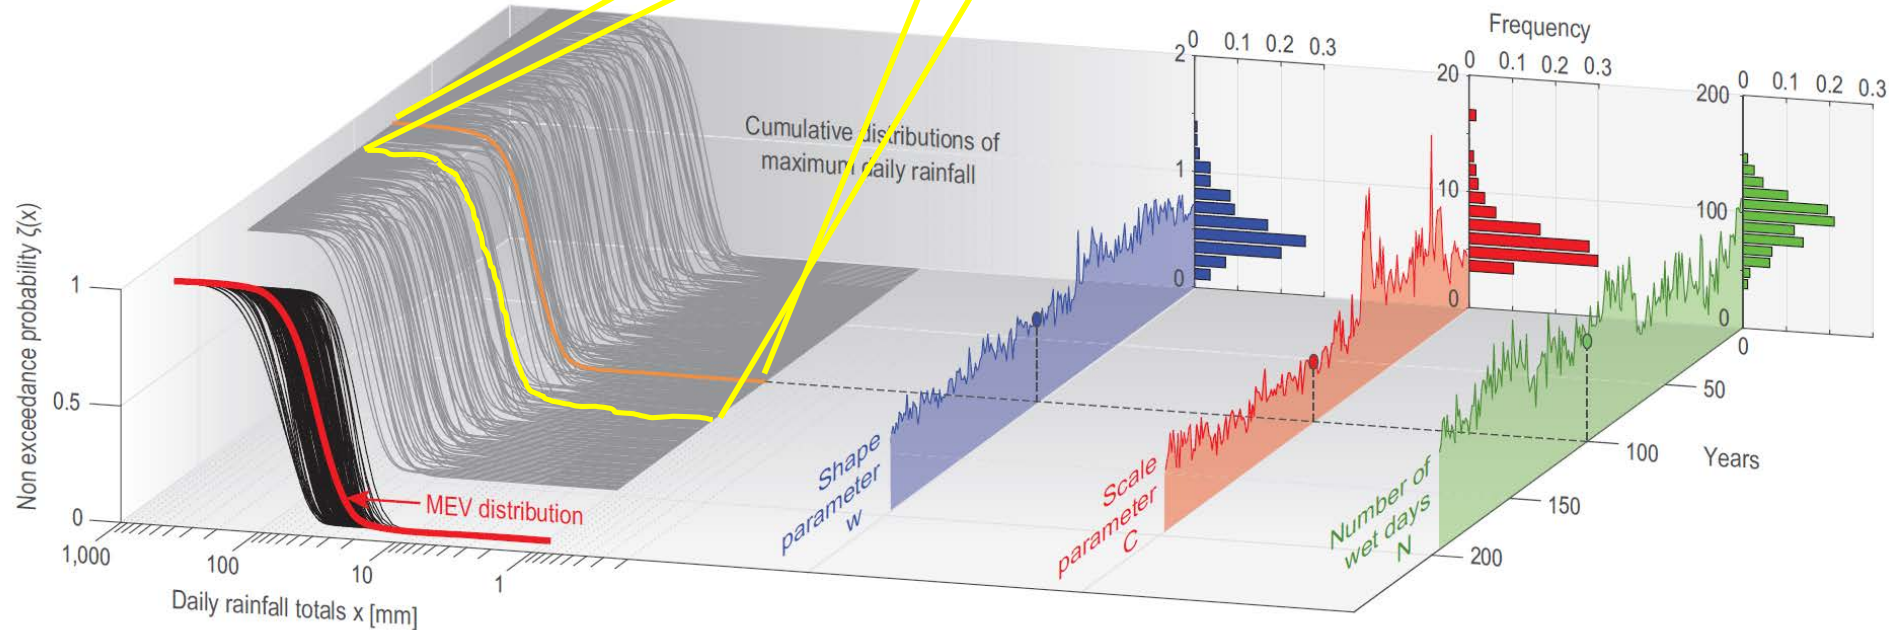 Frequency
0 0.1 0.2 0.3
0 0.1 0.2 0.3
0 0.1 0.2 0.3
2
1
0
20
10
0
200
100
0
Cumulative distributions of
maximum daily rainfall
Non exceedance probability ζ(x)
1
0.5
0
MEV distribution
1,000
100
10
1
Daily rainfall totals x [mm]
Shape
parameter
w
Scale
parameter
C
Number of
wet days
N
0
50
100
150
200
Years